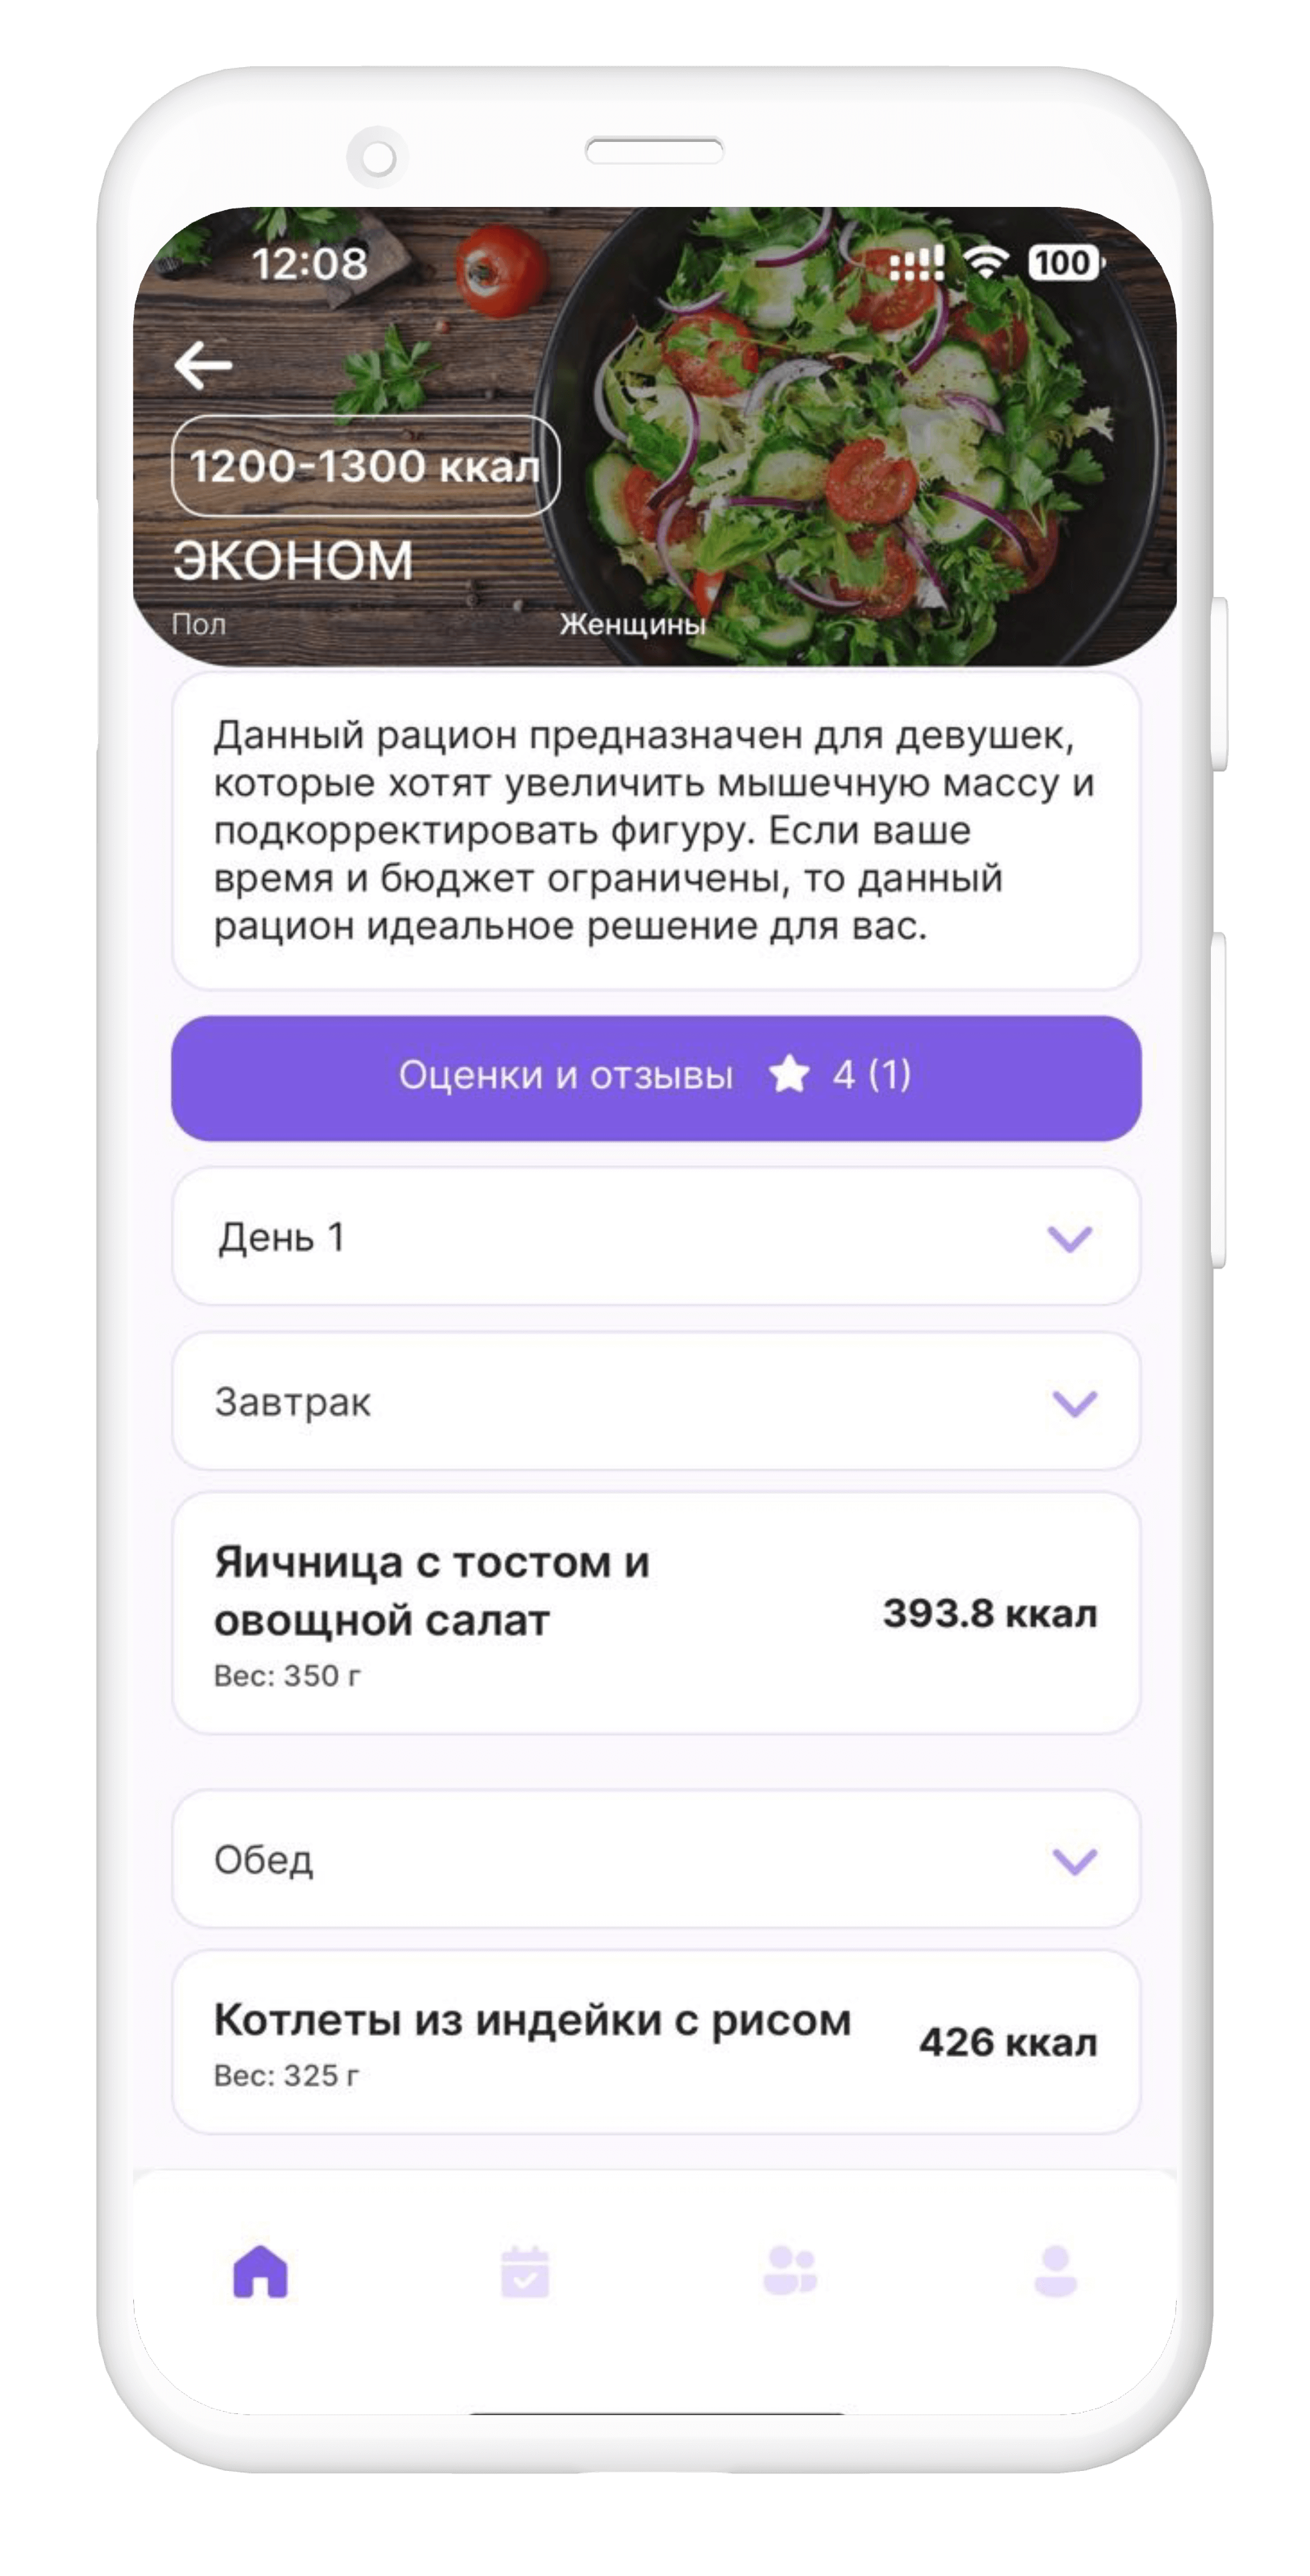 12:08
100
1200-1300 ккал
ЭКОНОМ
Пол
Женщины
Данный рацион предназначен для девушек,
которые хотят увеличить мышечную массу и
подкорректировать фигуру. Если ваше
время и бюджет ограничены, то данный
рацион идеальное решение для вас.
Оценки и отзывы 4 (1)
День 1
Завтрак
Яичница с тостом и
овощной салат
393.8 ккал
Вес: 350 г
Обед
Котлеты из индейки с рисом
426 ккал
Вес: 325 г